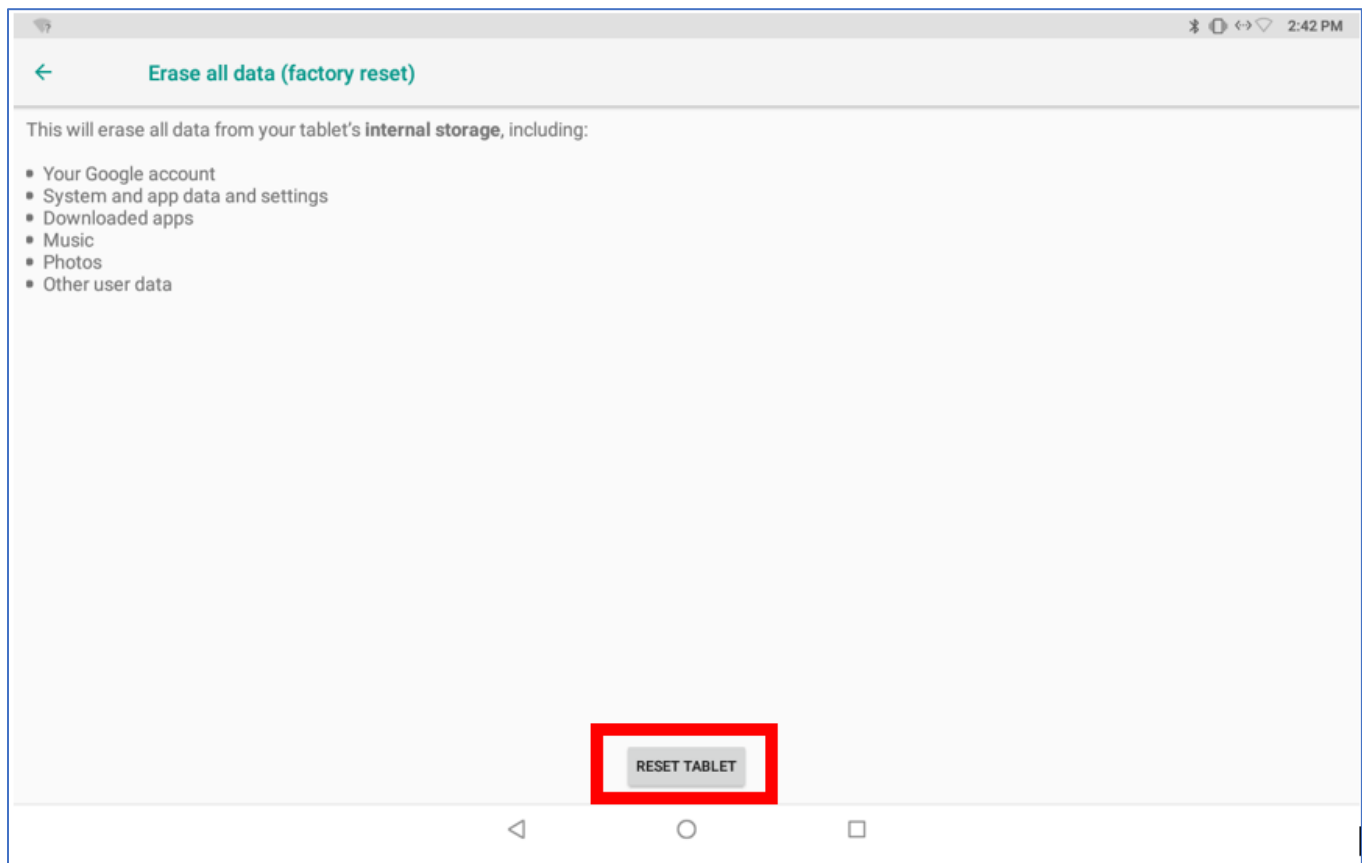 2:42 PM
Erase all data (factory reset)
This will erase all data from your tablet's internal storage, including:
• Your Google account
• System and app data and settings
• Downloaded apps
• Music
• Photos
• Other user data
RESET TABLET